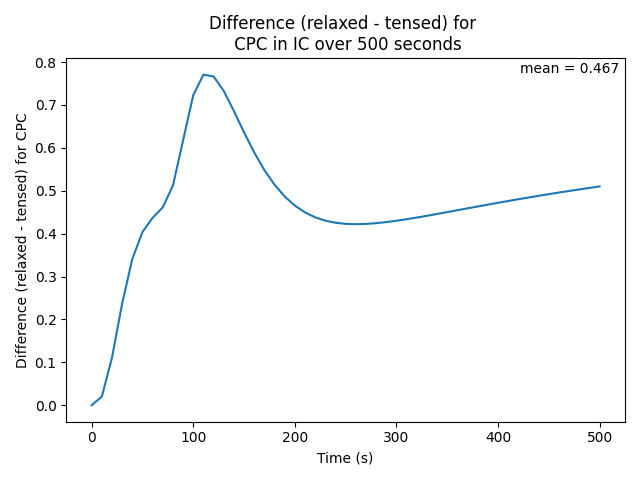 Difference (relaxed - tensed) for
CPC in IC over 500 seconds
mean = 0.467
Difference (relaxed - tensed) for CPC
0.8
0.7
0.6
0.5
0.4
0.3
0.2
0.1
0.0
0 100 200 300 400 500
Time (s)